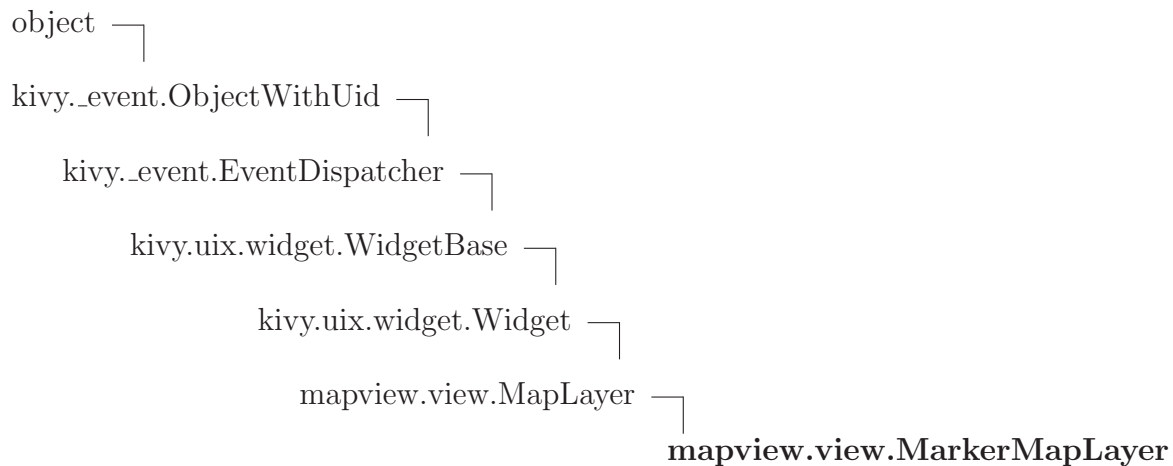 object
kivy._event.ObjectWithUid
kivy._event.EventDispatcher
kivy.uix.widget.WidgetBase
kivy.uix.widget.Widget
mapview.view.MapLayer
mapview.view.MarkerMapLayer